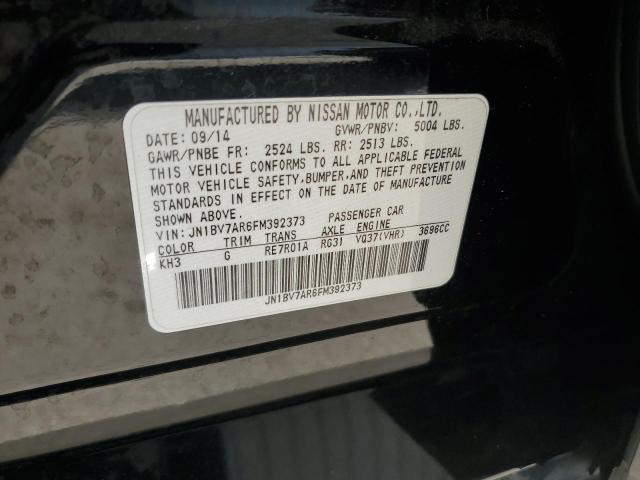 MANUFACTURED BY NISSAN MOTOR CO.,LTD.
DATE: 09/14 GVWR/PNBV: 5004 LBS.
GAWR/PNBE FR: 2524 LBS. RR: 2513 LBS.
THIS VEHICLE CONFORMS TO ALL APPLICABLE FEDERAL
MOTOR VEHICLE SAFETY,BUMPER,AND THEFT PREVENTION
STANDARDS IN EFFECT ON THE DATE OF MANUFACTURE
SHOWN ABOVE.
VIN: JN1BV7AR6FM392373 PASSENGER CAR
COLOR TRIM TRANS AXLE ENGINE
KH3 G RE7R01A RG31 VQ37(VHR) 3696CC
JN1BV7AR6FM392373